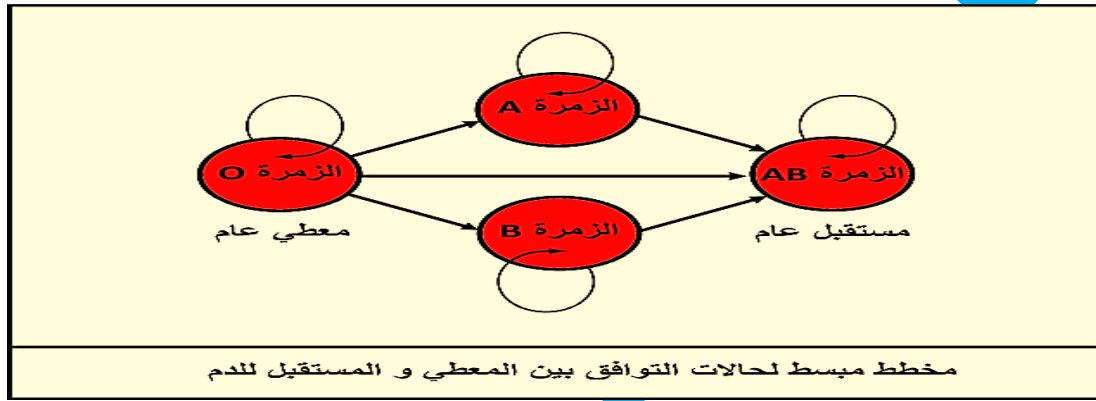 الزمرة A
الزمرة O
الزمرة AB
الزمرة B
معطي عام
مستقبل عام
مخطط مبسط لحالات التوافق بين المعطي و المستقبل للدم